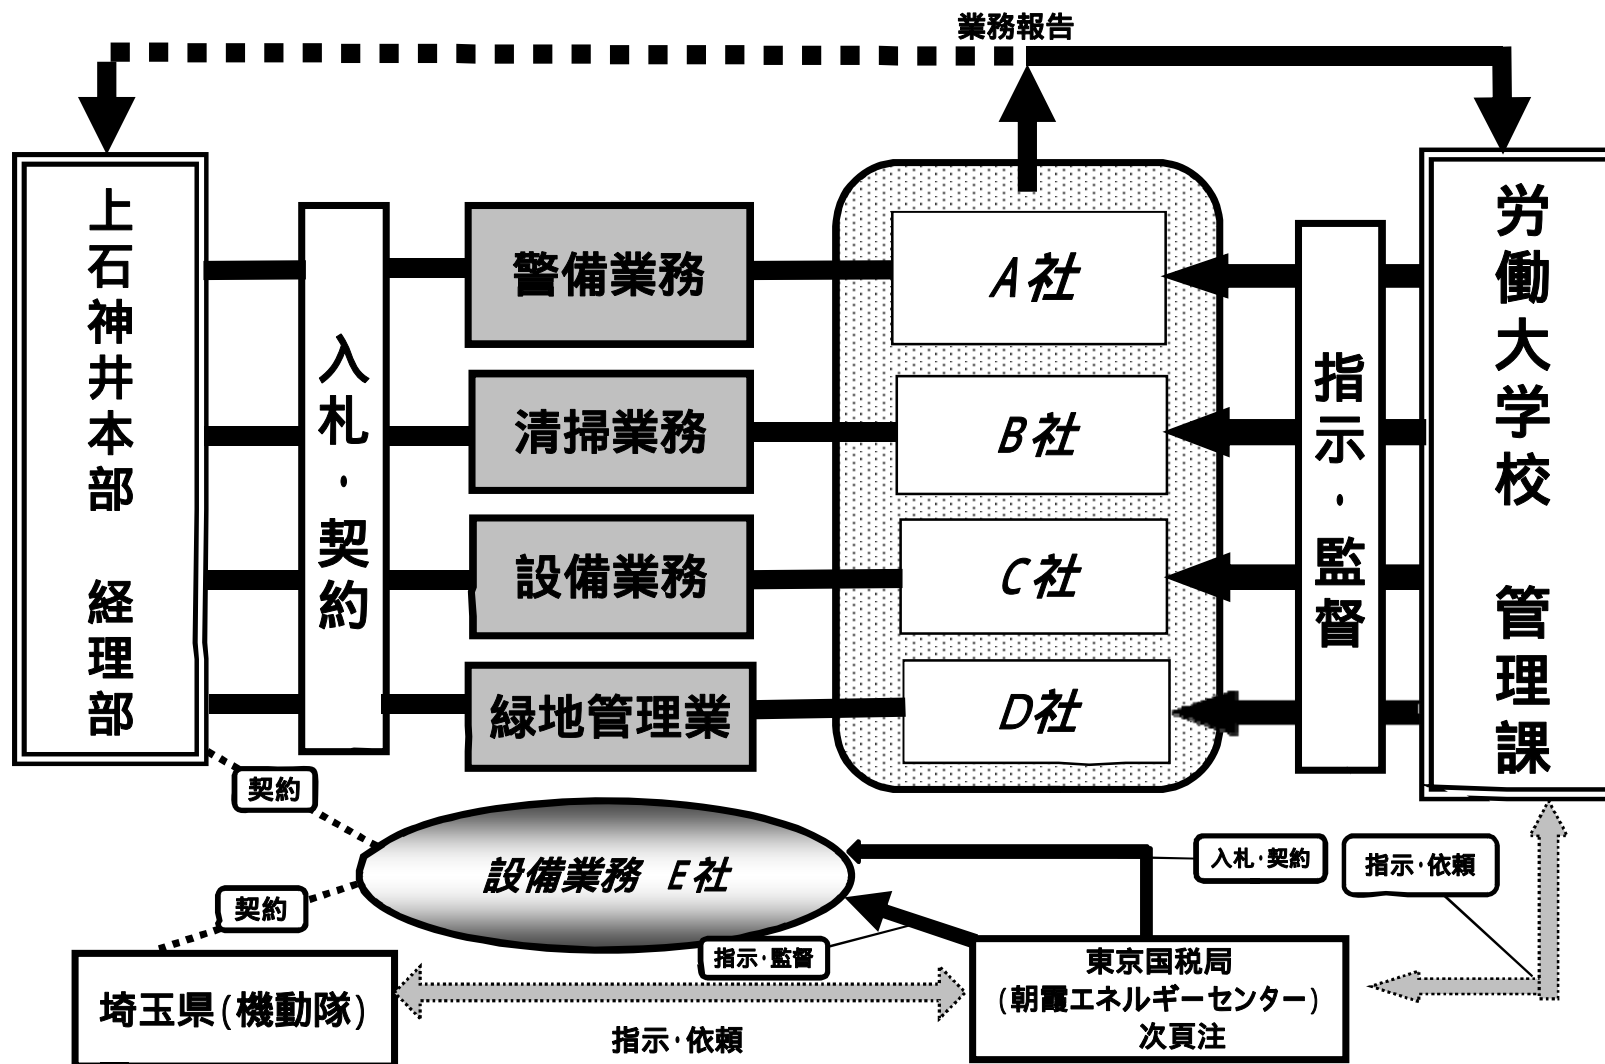 業務報告
上石神井本部　経理部
入札・契約
警備業務
清掃業務
設備業務
緑地管理業
A社
B社
C社
D社
指示・監督
労働大学校　管理課
契約
設備業務 E社
契約
入札・契約
指示・依頼
指示・監督
埼玉県(機動隊)
指示・依頼
東京国税局
(朝霞エネルギーセンター)
次頁注